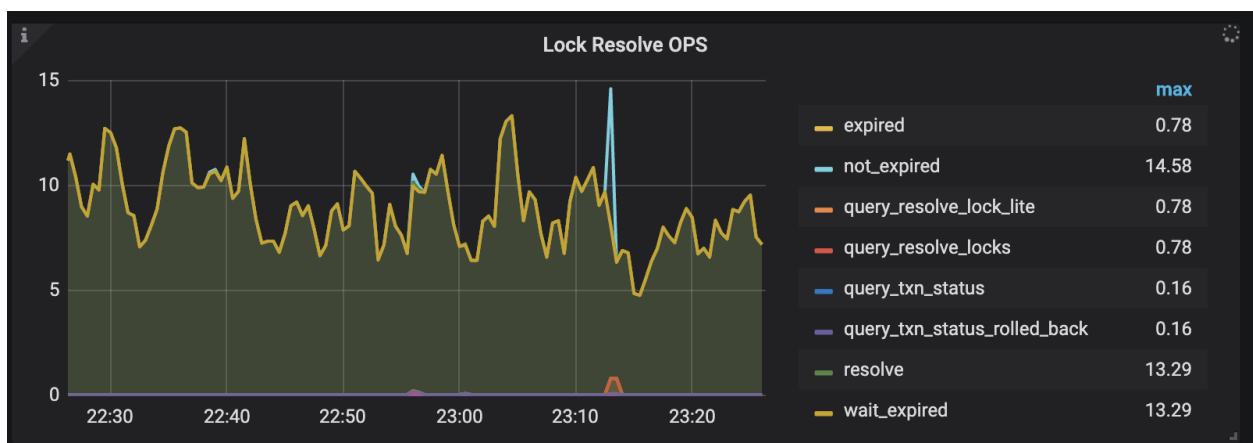 i
Lock Resolve OPS
15
10
5
0
22:30 22:40 22:50 23:00 23:10 23:20
max
expired 0.78
not_expired 14.58
query_resolve_lock_lite 0.78
query_resolve_locks 0.78
query_txn_status 0.16
query_txn_status_rolled_back 0.16
resolve 13.29
wait_expired 13.29